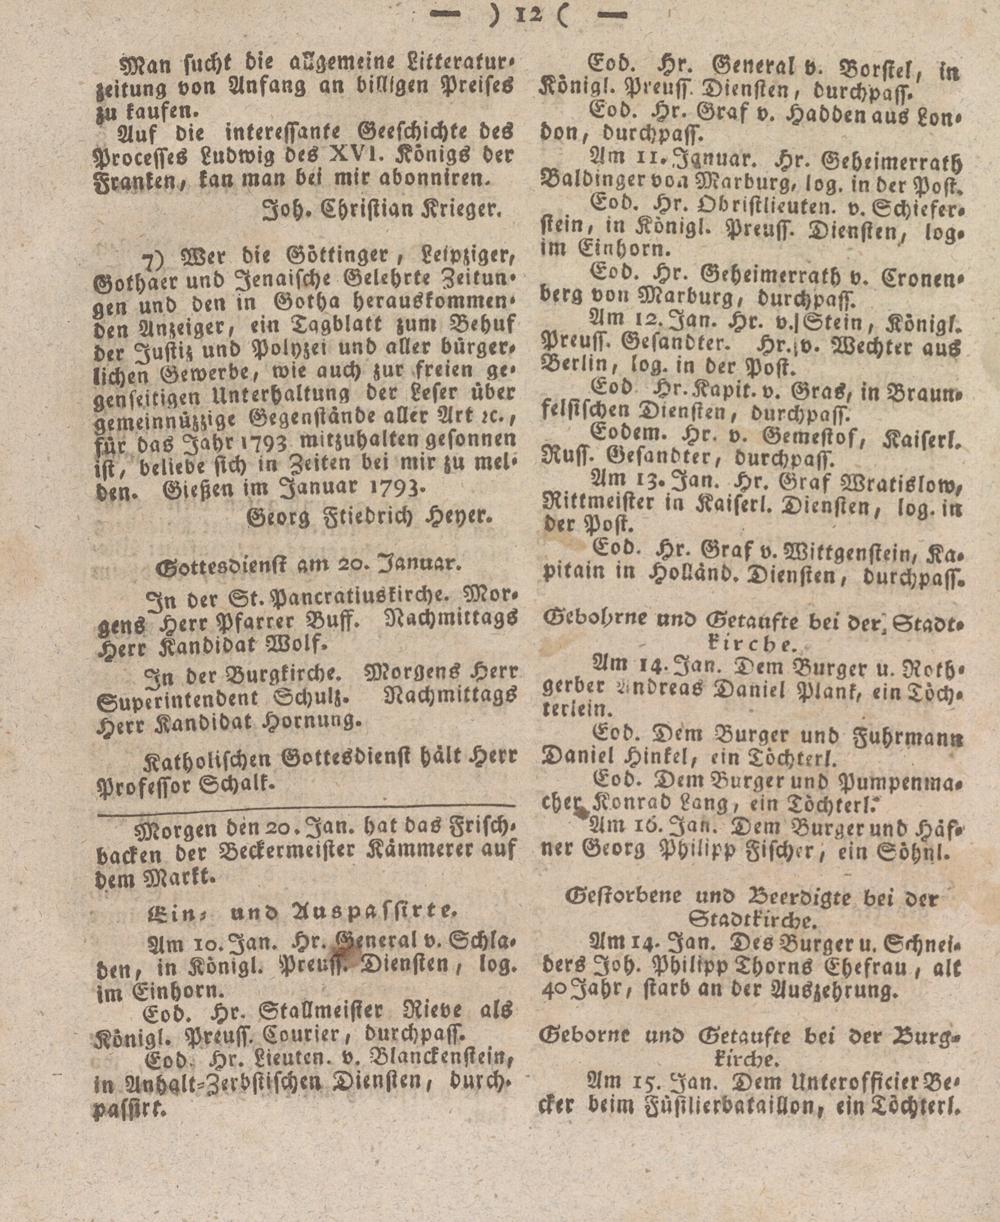 — ) 12 ( —
Man sucht die allgemeine Litteratur-
zeitung von Anfang an billigen Preises
zu kaufen.
Auf die interessante Geeschichte des
Processes Ludwig des XVI. Königs der
Franken, kan man bei mir abonniren.
Joh. Christian Krieger.
7) Wer die Göttinger, Leipziger,
Gothaer und Jenaische Gelehrte Zeitun-
gen und den in Gotha herauskommen-
den Anzeiger, ein Tagblatt zum Behuf
der Justiz und Polyzei und aller bürger-
lichen Gewerbe, wie auch zur freien ge-
genseitigen Unterhaltung der Leser über
gemeinnüzzige Gegenstände aller Art ꝛc.,
für das Jahr 1793 mitzuhalten gesonnen
ist, beliebe sich in Zeiten bei mir zu mel-
den. Gießen im Januar 1793.
Georg Ftiedrich Heyer.
Gottesdienst am 20. Januar.
In der St. Pancratiuskirche. Mor-
gens Herr Pfarrer Buff. Nachmittags
Herr Kandidat Wolf.
In der Burgkirche. Morgens Herr
Superintendent Schulz. Nachmittags
Herr Kandidat Hornung.
Katholischen Gottesdienst hält Herr
Professor Schalk.
Morgen den 20. Jan. hat das Frisch-
backen der Beckermeister Kämmerer auf
dem Markt.
Ein- und Auspassirte.
Am 10. Jan. Hr. General v. Schla-
den, in Königl. Preuss. Diensten, log.
im Einhorn.
Eod. Hr. Stallmeister Rieve als
Königl. Preuss. Courier, durchpass.
Eod. Hr. Lieuten. v. Blanckenstein,
in Anhalt-Zerbstischen Diensten, durch-
passirt.
Eod. Hr. General v. Borstel, in
Königl. Preuss. Diensten, durchpass.
Eod. Hr. Graf v. Hadden aus Lon-
don, durchpass.
Am 11. Januar. Hr. Geheimerrath
Baldinger von Marburg, log. in der Post.
Eod. Hr. Obristlieuten. v. Schiefer-
stein, in Königl. Preuss. Diensten, log.
im Einhorn.
Eod. Hr. Geheimerrath v. Cronen-
berg von Marburg, durchpass.
Am 12. Jan. Hr. v. Stein, Königl.
Preuss. Gesandter. Hr. v. Wechter aus
Berlin, log. in der Post.
Eod Hr. Kapit. v. Gras, in Braun-
felsischen Diensten, durchpass.
Eodem. Hr. v. Gemestof, Kaiserl.
Russ. Gesandter, durchpass.
Am 13. Jan. Hr. Graf Wratislow,
Rittmeister in Kaiserl. Diensten, log. in
der Post.
Eod. Hr. Graf v. Wittgenstein, Ka-
pitain in Holländ. Diensten, durchpass.
Gebohrne und Getaufte bei der Stadt-
kirche.
Am 14. Jan. Dem Burger u. Roth-
gerber Andreas Daniel Plank, ein Töch-
terlein.
Eod. Dem Burger und Fuhrmann
Daniel Hinkel, ein Töchterl.
Eod. Dem Burger und Pumpenma-
cher Konrad Lang, ein Töchterl.
Am 16. Jan. Dem Burger und Häf-
ner Georg Philipp Fischer, ein Söhnl.
Gestorbene und Beerdigte bei der
Stadtkirche.
Am 14. Jan. Des Burger u. Schnei-
ders Joh. Philipp Thorns Ehefrau, alt
40 Jahr, starb an der Auszehrung.
Geborne und Getaufte bei der Burg-
kirche.
Am 15. Jan. Dem Unterofficier Be-
cker beim Füsilierbataillon, ein Töchterl.